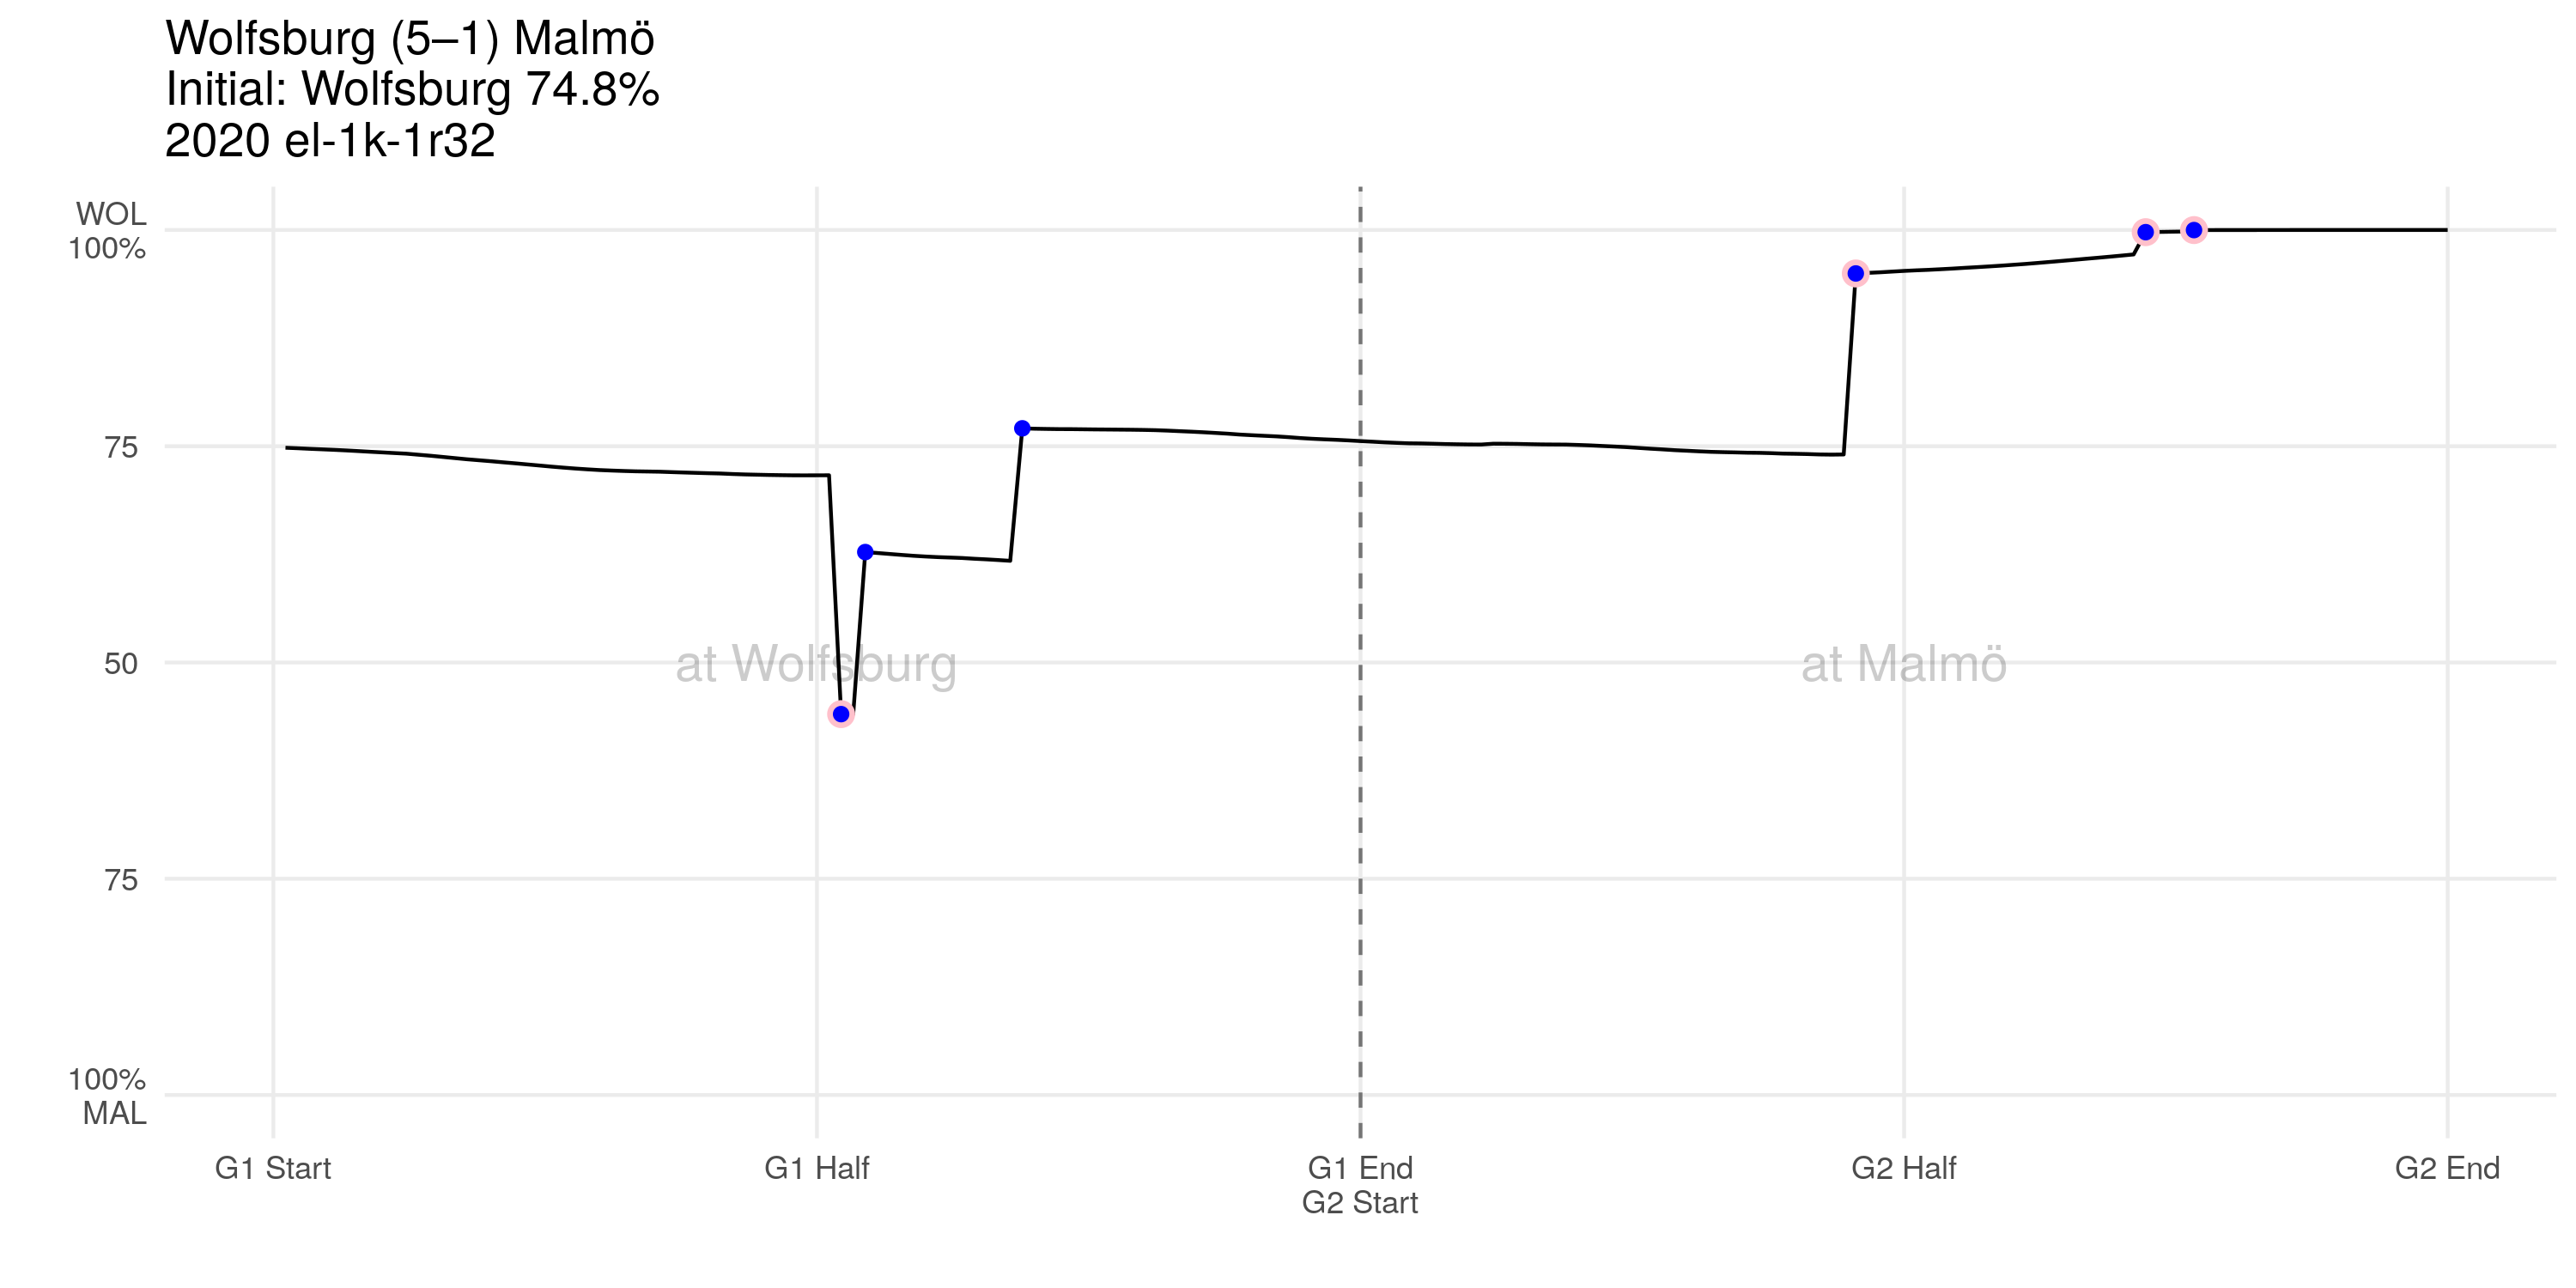 Wolfsburg (5–1) Malmö
Initial: Wolfsburg 74.8%
2020 el-1k-1r32
WOL
100%
75
50
75
100%
MAL
at Wolfsburg
at Malmö
G1 Start
G1 Half
G1 End
G2 Start
G2 Half
G2 End